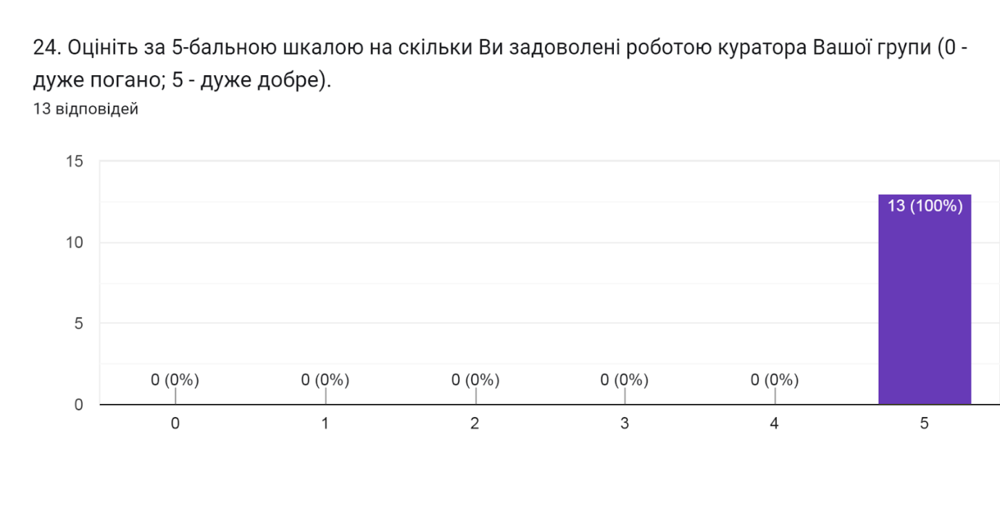 24. Оцініть за 5-бальною шкалою на скільки Ви задоволені роботою куратора Вашої групи (0 -
дуже погано; 5 - дуже добре).
13 відповідей
15
13 (100%)
10
5
0 (0%) 0 (0%) 0 (0%) 0 (0%) 0 (0%)
0
0 1 2 3 4 5